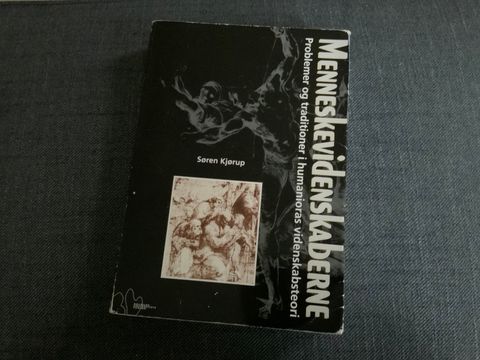 MENNESKEVIDENSKABERNE
Problemer og traditioner i humanioras videnskabsteori
Søren Kjørup